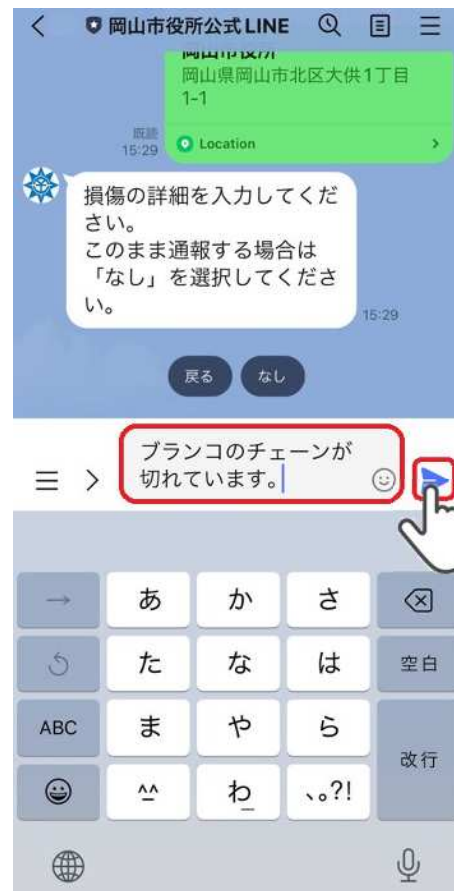 岡山市役所公式LINE
岡山市役所
岡山県岡山市北区大供1丁目
1-1
既読
15:29
Location
損傷の詳細を入力してくだ
さい。
このまま通報する場合は
「なし」を選択してくださ
い。
15:29
戻る
なし
ブランコのチェーンが
切れています。
→
あ
か
さ
た
な
は
空白
ABC
ま
や
ら
改行
^^
わ
、。?!